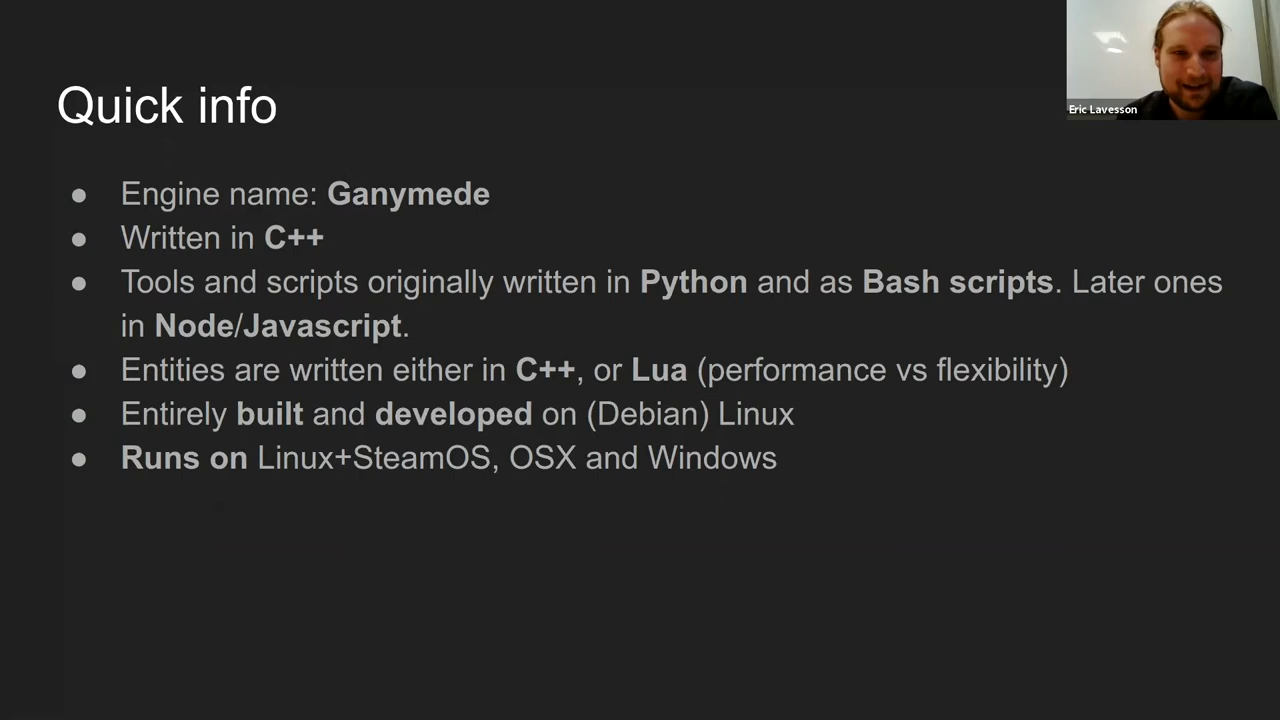 Eric Lavesson
Quick info
● Engine name: Ganymede
● Written in C++
● Tools and scripts originally written in Python and as Bash scripts. Later ones
in Node/Javascript.
● Entities are written either in C++, or Lua (performance vs flexibility)
● Entirely built and developed on (Debian) Linux
● Runs on Linux+SteamOS, OSX and Windows